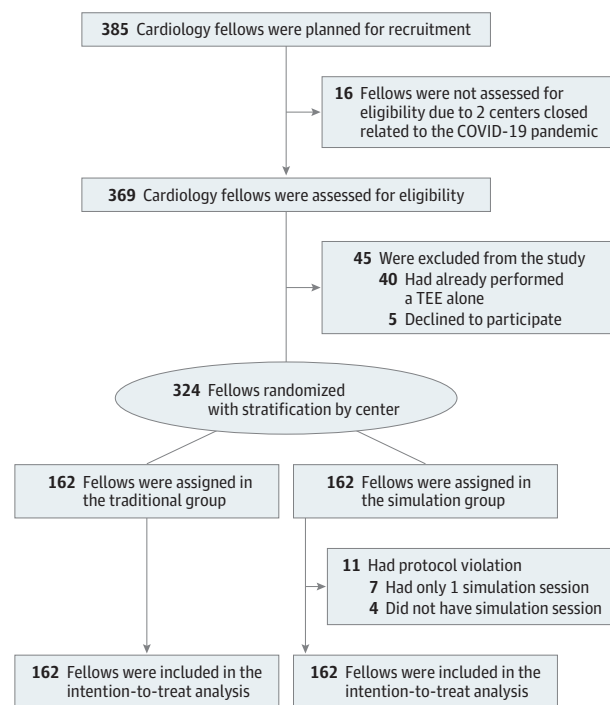 385 Cardiology fellows were planned for recruitment
16 Fellows were not assessed for
eligibility due to 2 centers closed
related to the COVID-19 pandemic
369 Cardiology fellows were assessed for eligibility
45 Were excluded from the study
40 Had already performed
a TEE alone
5 Declined to participate
324 Fellows randomized
with stratification by center
162 Fellows were assigned in
the traditional group
162 Fellows were assigned in
the simulation group
11 Had protocol violation
7 Had only 1 simulation session
4 Did not have simulation session
162 Fellows were included in the
intention-to-treat analysis
162 Fellows were included in the
intention-to-treat analysis